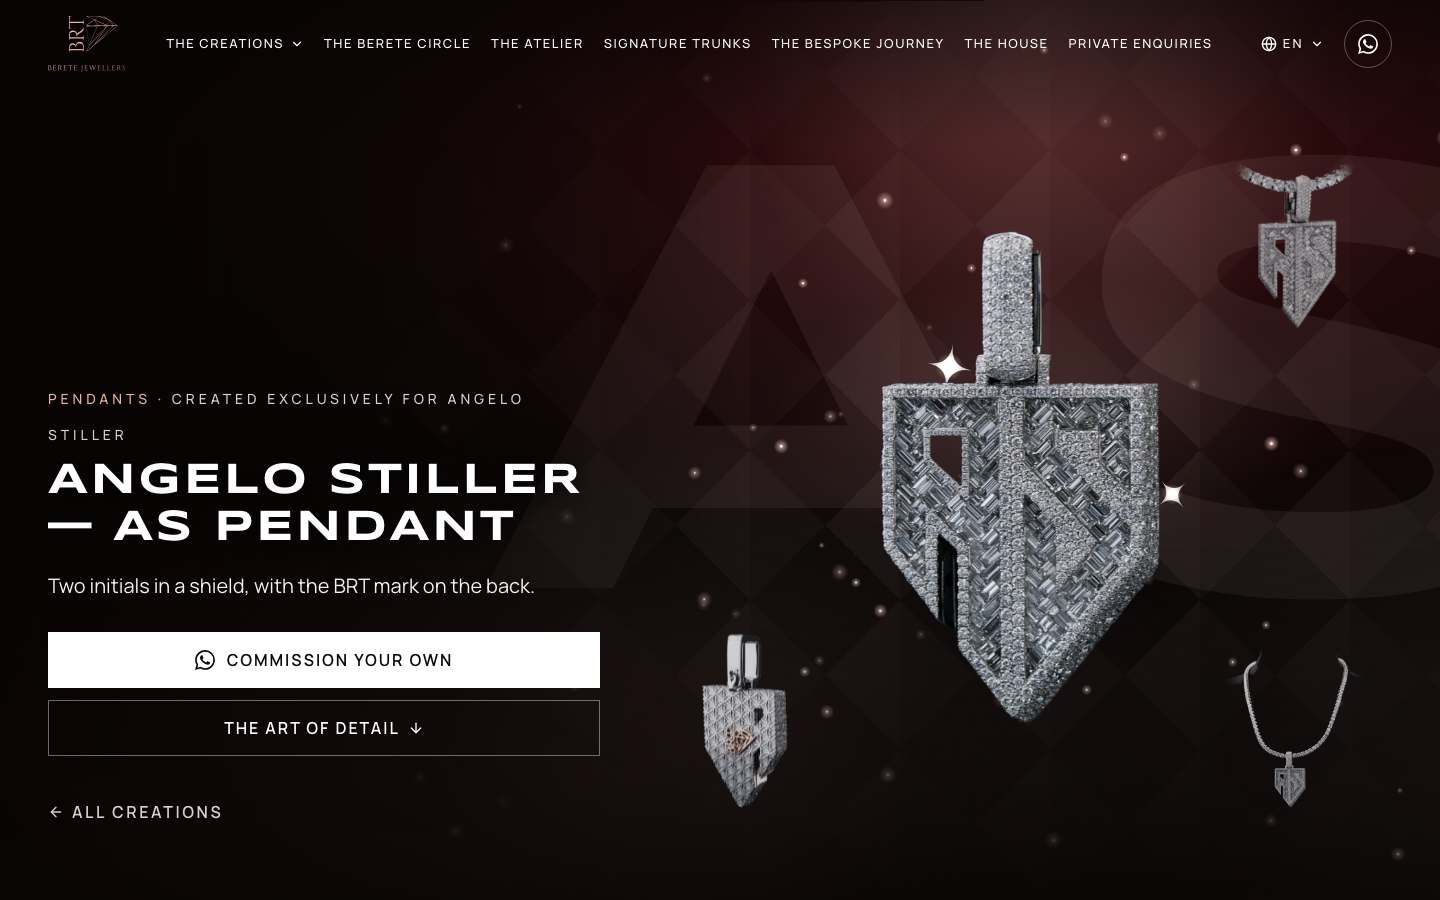 BRT
BERETE JEWELLERS
THE CREATIONS
THE BERETE CIRCLE
THE ATELIER
SIGNATURE TRUNKS
THE BESPOKE JOURNEY
THE HOUSE
PRIVATE ENQUIRIES
EN
AS
PENDANTS · CREATED EXCLUSIVELY FOR ANGELO
STILLER
ANGELO STILLER
— AS PENDANT
Two initials in a shield, with the BRT mark on the back.
COMMISSION YOUR OWN
THE ART OF DETAIL ↓
← ALL CREATIONS